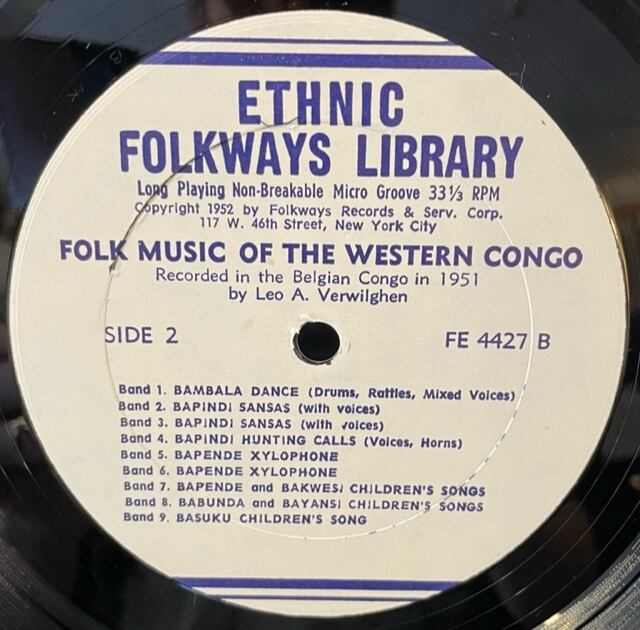 ETHNIC
FOLKWAYS LIBRARY
Long Playing Non-Breakable Micro Groove 33⅓ RPM
Copyright 1952 by Folkways Records & Serv. Corp.
117 W. 46th Street, New York City
FOLK MUSIC OF THE WESTERN CONGO
Recorded in the Belgian Congo in 1951
by Leo A. Verwilghen
SIDE 2 FE 4427 B
Band 1. BAMBALA DANCE (Drums, Rattles, Mixed Voices)
Band 2. BAPINDI SANSAS (with voices)
Band 3. BAPINDI SANSAS (with voices)
Band 4. BAPINDI HUNTING CALLS (Voices, Horns)
Band 5. BAPENDE XYLOPHONE
Band 6. BAPENDE XYLOPHONE
Band 7. BAPENDE and BAKWESI CHILDREN'S SONGS
Band 8. BABUNDA and BAYANSI CHILDREN'S SONGS
Band 9. BASUKU CHILDREN'S SONG